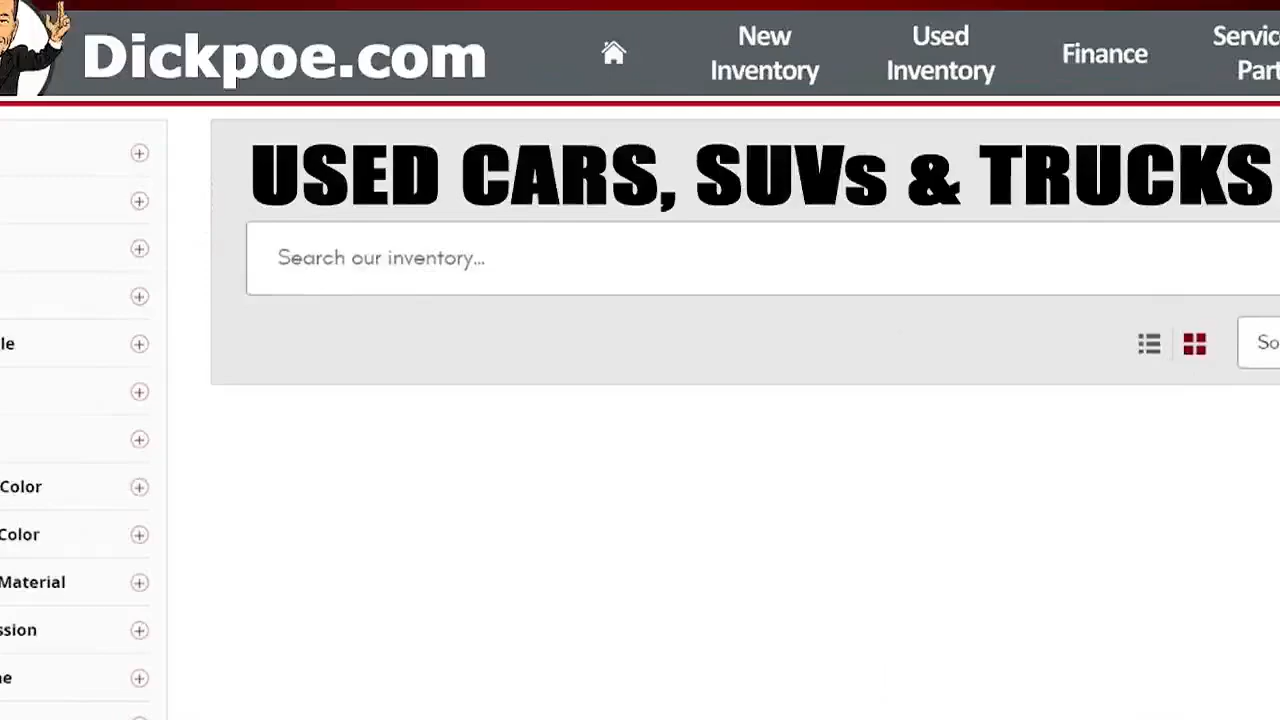 Dickpoe.com
New
Inventory
Used
Inventory
Finance
Servic
Part
USED CARS, SUVs & TRUCKS
Search our inventory...
So
le
Color
Color
Material
ssion
ne